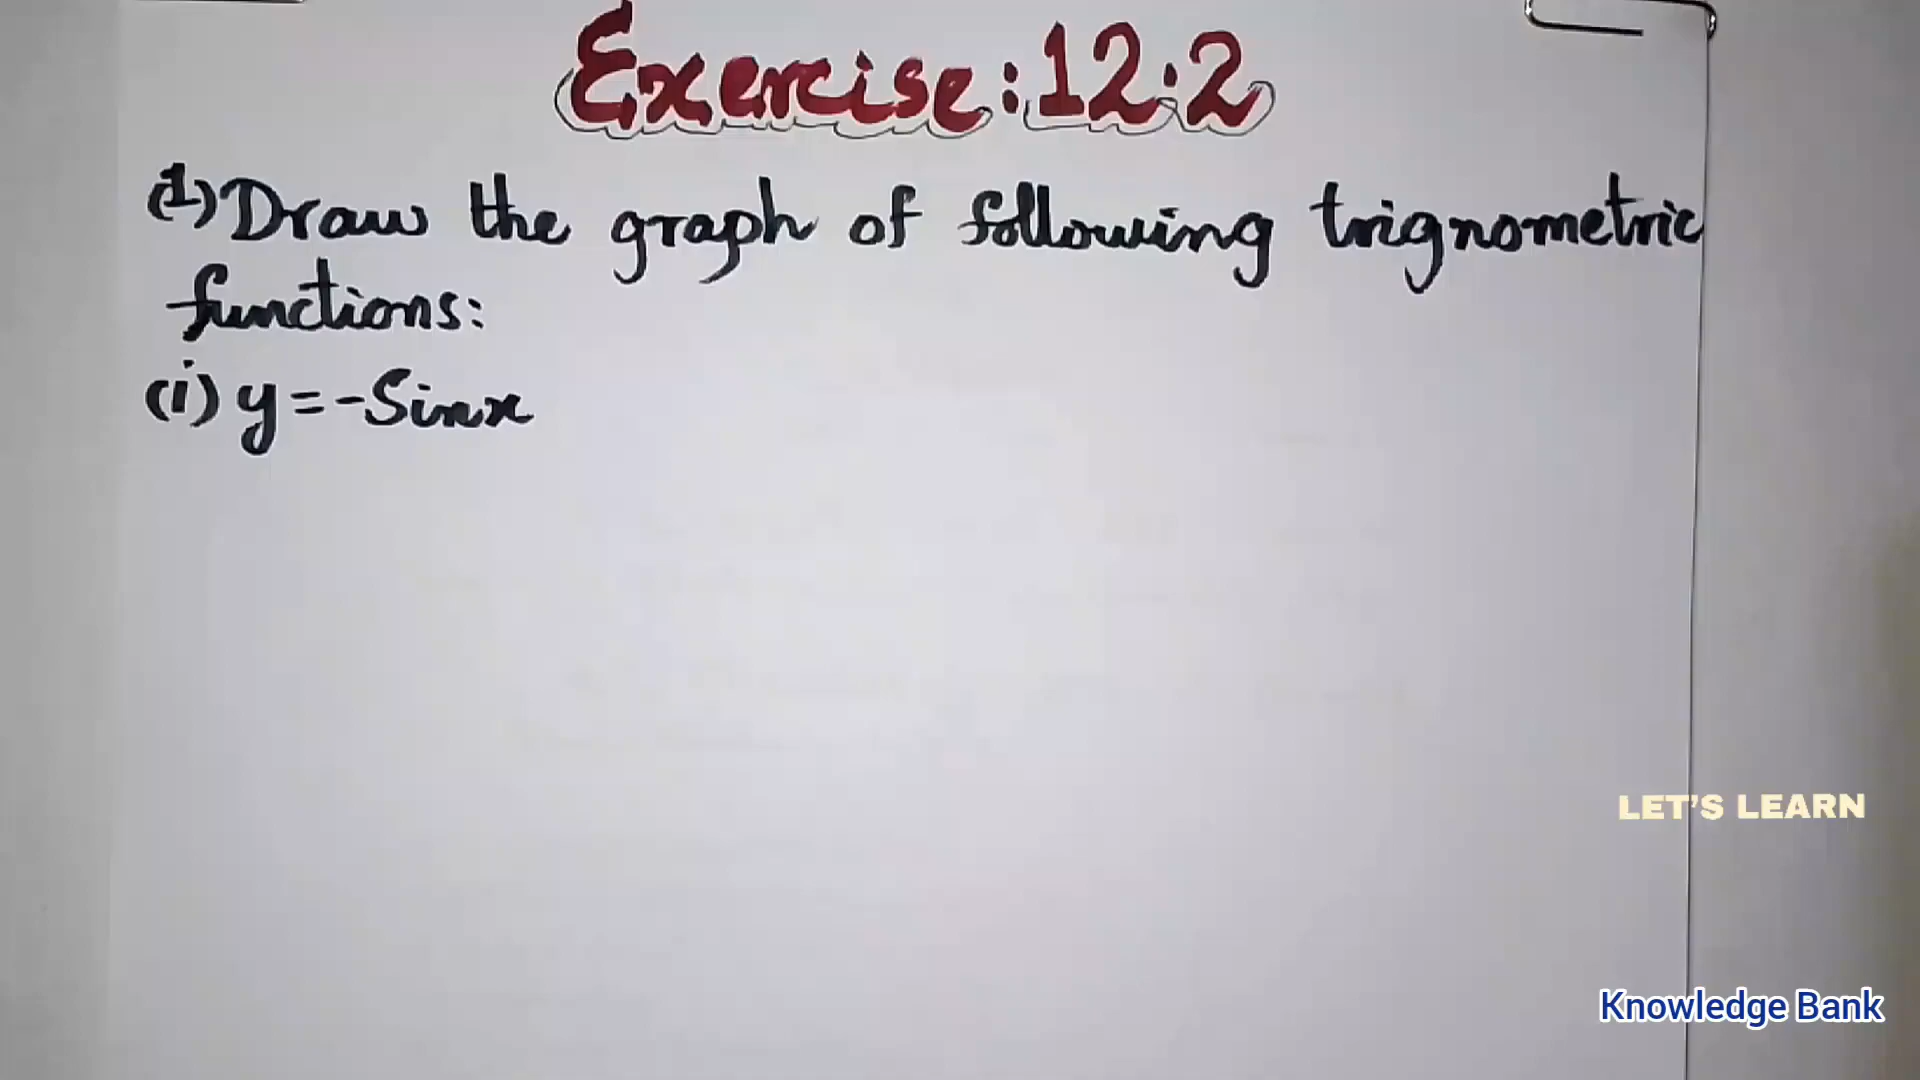 Exercise:12.2
(1) Draw the graph of following trignometric
functions:
(i) y = -Sinx
LET'S LEARN
Knowledge Bank